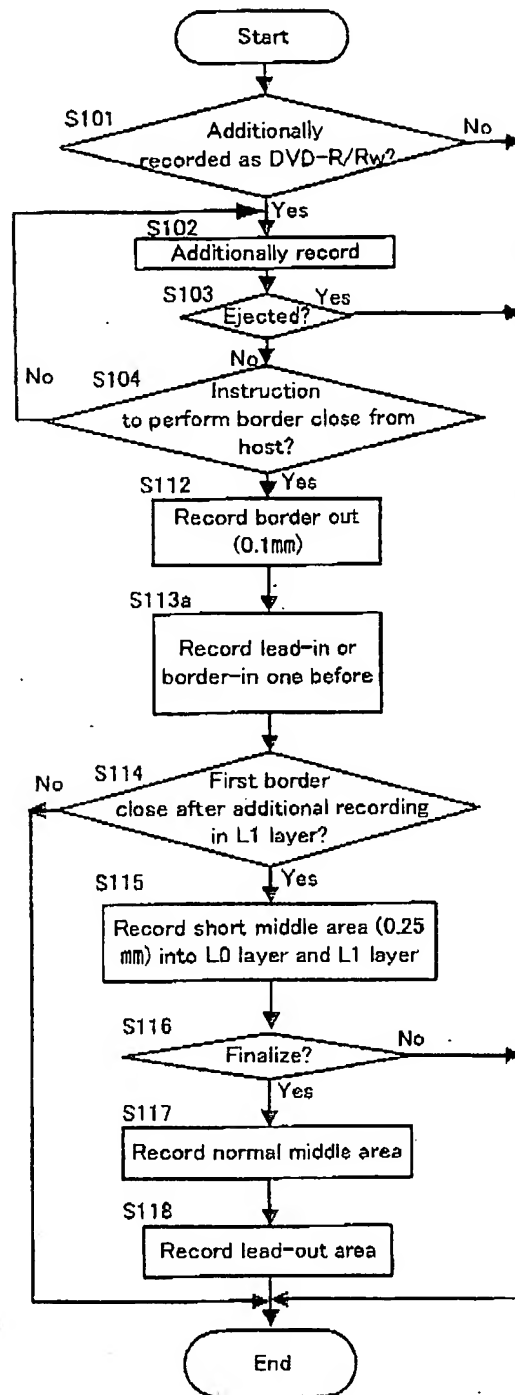 Start
S101
Additionally
recorded as DVD-R/Rw?
No
Yes
S102
Additionally record
S103
Yes
Ejected?
No
No
S104
Instruction
to perform border close from
host?
S112
Yes
Record border out
(0.1mm)
S113a
Record lead-in or
border-in one before
No
S114
First border
close after additional recording
in L1 layer?
S115
Yes
Record short middle area (0.25
mm) into L0 layer and L1 layer
S116
No
Finalize?
Yes
S117
Record normal middle area
S118
Record lead-out area
End